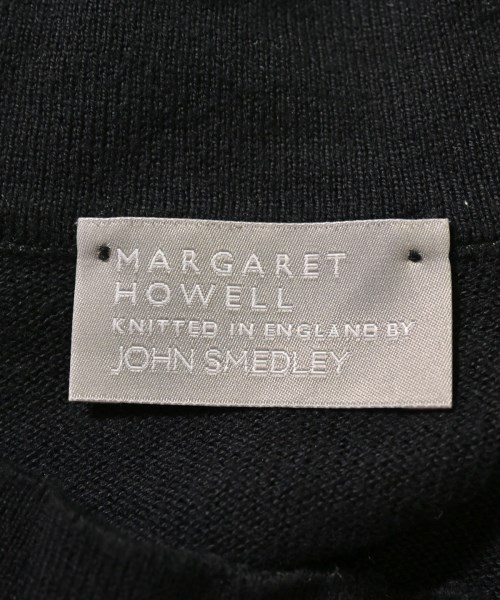 MARGARET
HOWELL
KNITTED IN ENGLAND BY
JOHN SMEDLEY